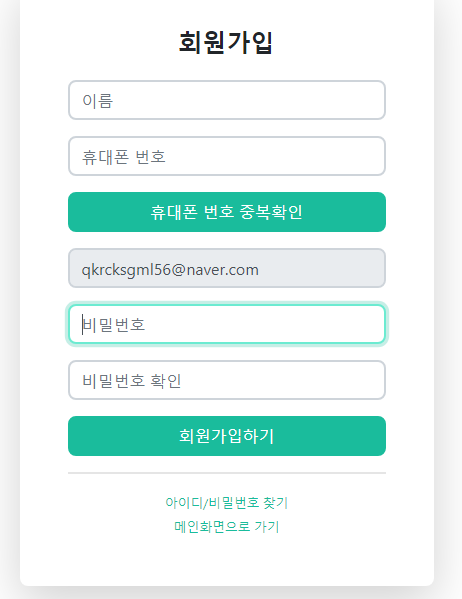 회원가입
이름
휴대폰 번호
휴대폰 번호 중복확인
qkrcksgml56@naver.com
비밀번호
비밀번호 확인
회원가입하기
아이디/비밀번호 찾기
메인화면으로 가기